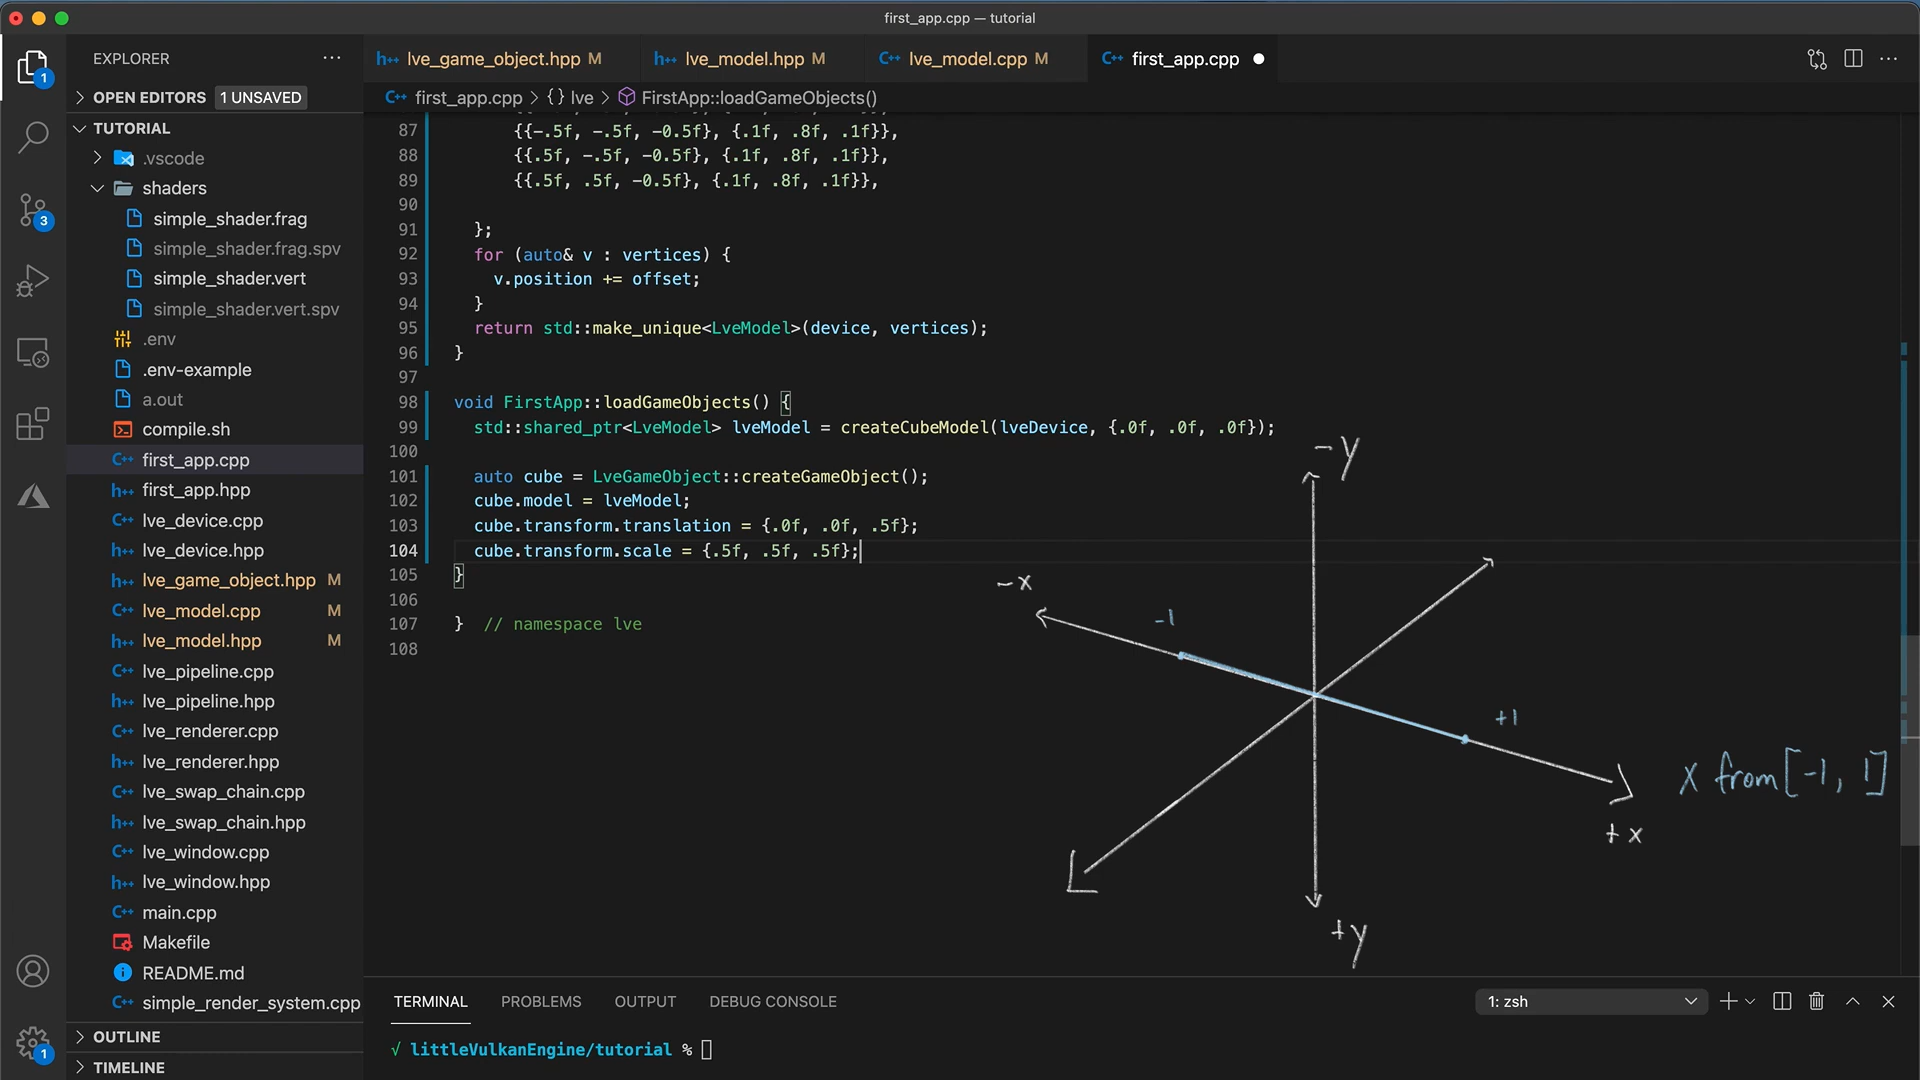 first_app.cpp — tutorial
EXPLORER
lve_game_object.hpp M
lve_model.hpp M
lve_model.cpp M
first_app.cpp
OPEN EDITORS 1 UNSAVED
first_app.cpp > {} lve > FirstApp::loadGameObjects()
TUTORIAL
.vscode
shaders
simple_shader.frag
simple_shader.frag.spv
simple_shader.vert
simple_shader.vert.spv
.env
.env-example
a.out
compile.sh
first_app.cpp
first_app.hpp
lve_device.cpp
lve_device.hpp
lve_game_object.hpp M
lve_model.cpp M
lve_model.hpp M
lve_pipeline.cpp
lve_pipeline.hpp
lve_renderer.cpp
lve_renderer.hpp
lve_swap_chain.cpp
lve_swap_chain.hpp
lve_window.cpp
lve_window.hpp
main.cpp
Makefile
README.md
simple_render_system.cpp
OUTLINE
TIMELINE
1
3
1
87 {{-.5f, -.5f, -0.5f}, {.1f, .8f, .1f}},
88 {{.5f, -.5f, -0.5f}, {.1f, .8f, .1f}},
89 {{.5f, .5f, -0.5f}, {.1f, .8f, .1f}},
90
91 };
92 for (auto& v : vertices) {
93 v.position += offset;
94 }
95 return std::make_unique<LveModel>(device, vertices);
96 }
97
98 void FirstApp::loadGameObjects() {
99 std::shared_ptr<LveModel> lveModel = createCubeModel(lveDevice, {.0f, .0f, .0f});
100
101 auto cube = LveGameObject::createGameObject();
102 cube.model = lveModel;
103 cube.transform.translation = {.0f, .0f, .5f};
104 cube.transform.scale = {.5f, .5f, .5f};
105 }
106
107 } // namespace lve
108
-y
-x
-1
+1
x from [-1, 1]
+x
+y
TERMINAL PROBLEMS OUTPUT DEBUG CONSOLE
1: zsh
√ littleVulkanEngine/tutorial %